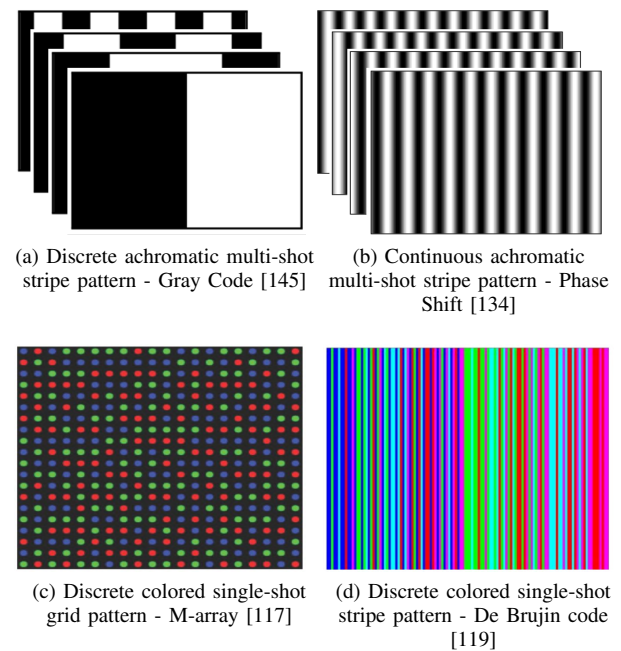 (a) Discrete achromatic multi-shot
stripe pattern - Gray Code [145]
(b) Continuous achromatic
multi-shot stripe pattern - Phase
Shift [134]
(c) Discrete colored single-shot
grid pattern - M-array [117]
(d) Discrete colored single-shot
stripe pattern - De Brujin code
[119]